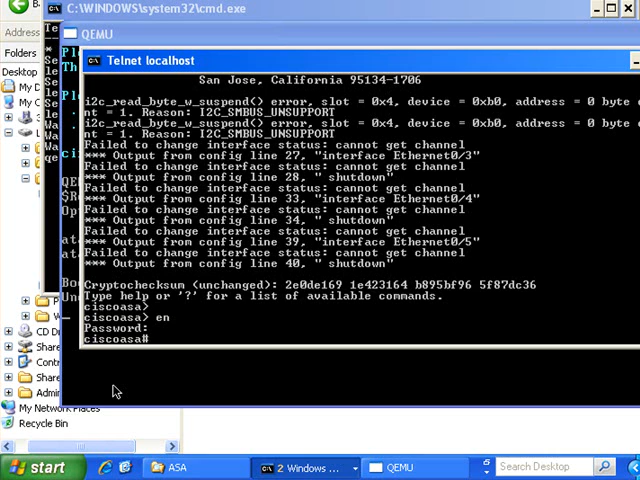 Back
C:\WINDOWS\system32\cmd.exe
Address
QEMU
Folders
Telnet localhost
Desktop
San Jose, California 95134-1706
My D
My C
i2c_read_byte_w_suspend() error, slot = 0x4, device = 0xb0, address = 0 byte
nt = 1. Reason: I2C_SMBUS_UNSUPPORT
i2c_read_byte_w_suspend() error, slot = 0x4, device = 0xb0, address = 0 byte
nt = 1. Reason: I2C_SMBUS_UNSUPPORT
Failed to change interface status: cannot get channel
*** Output from config line 27, "interface Ethernet0/3"
Failed to change interface status: cannot get channel
*** Output from config line 28, " shutdown"
Failed to change interface status: cannot get channel
*** Output from config line 33, "interface Ethernet0/4"
Failed to change interface status: cannot get channel
*** Output from config line 34, " shutdown"
Failed to change interface status: cannot get channel
*** Output from config line 39, "interface Ethernet0/5"
Failed to change interface status: cannot get channel
*** Output from config line 40, " shutdown"
Cryptochecksum (unchanged): 2e0de169 1e423164 b895bf96 5f87dc36
Type help or '?' for a list of available commands.
ciscoasa>
ciscoasa> en
Password:
ciscoasa#
CD Dr
Share
Contr
Share
Admin
My Network Places
Recycle Bin
start
ASA
2 Windows ...
QEMU
Search Desktop